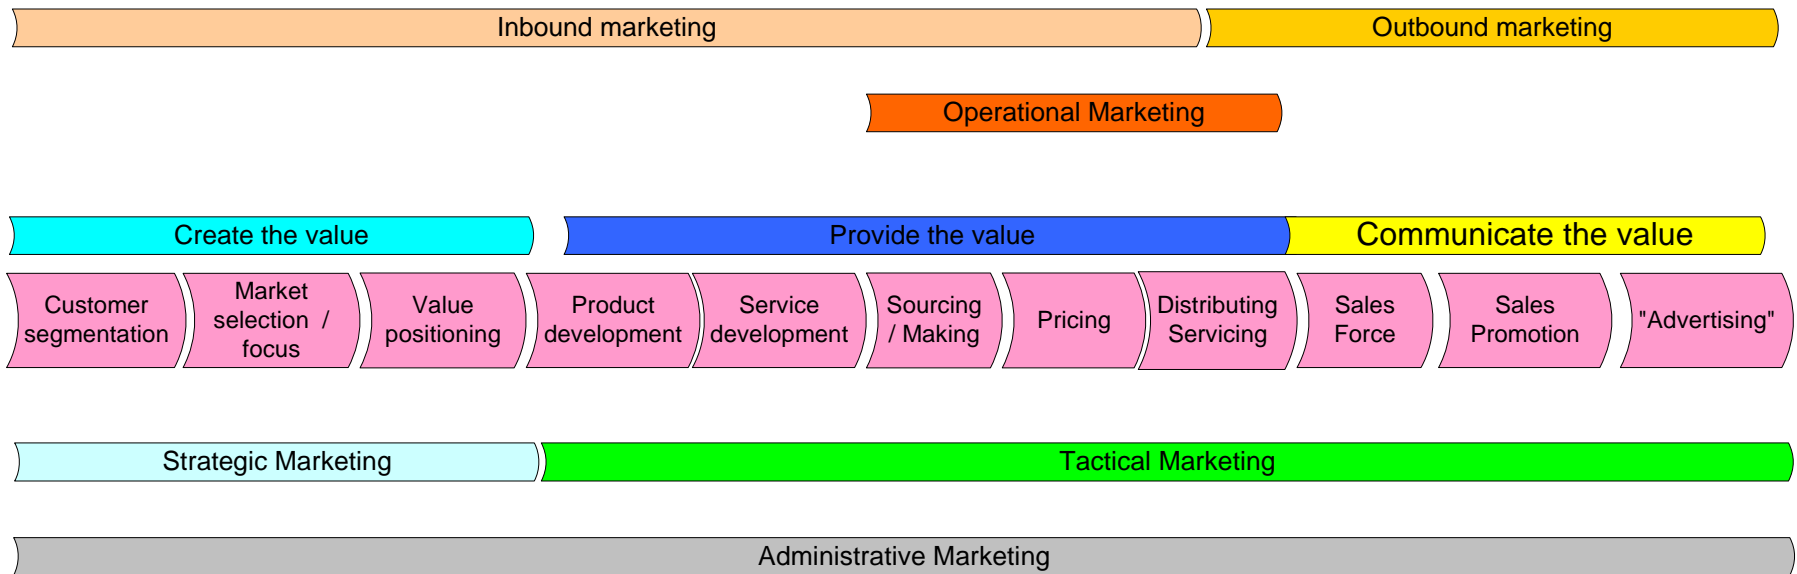 Inbound marketing
Outbound marketing
Operational Marketing
Create the value
Provide the value
Communicate the value
Customer
segmentation
Market
selection /
focus
Value
positioning
Product
development
Service
development
Sourcing
/ Making
Pricing
Distributing
Servicing
Sales
Force
Sales
Promotion
"Advertising"
Strategic Marketing
Tactical Marketing
Administrative Marketing